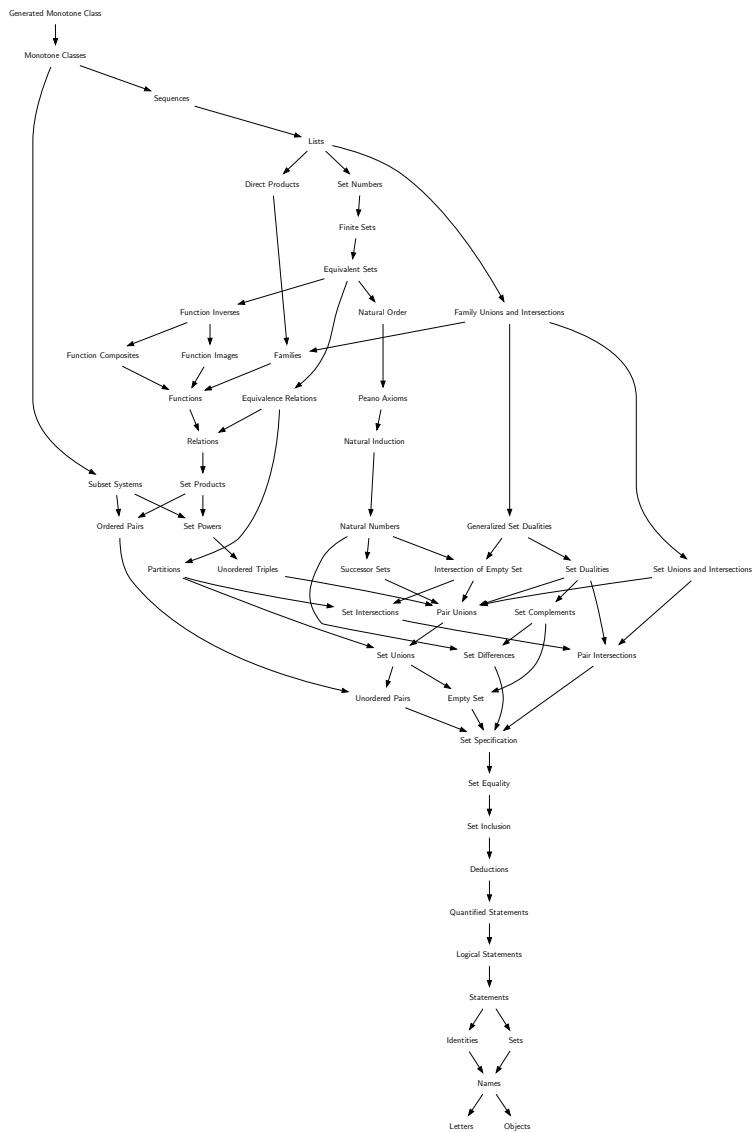 Generated Monotone Class
Monotone Classes
Sequences
Lists
Direct Products
Set Numbers
Finite Sets
Equivalent Sets
Function Inverses
Natural Order
Family Unions and Intersections
Function Composites
Function Images
Families
Functions
Equivalence Relations
Peano Axioms
Relations
Natural Induction
Subset Systems
Set Products
Ordered Pairs
Set Powers
Natural Numbers
Generalized Set Dualities
Partitions
Unordered Triples
Successor Sets
Intersection of Empty Set
Set Dualities
Set Unions and Intersections
Set Intersections
Pair Unions
Set Complements
Set Unions
Set Differences
Pair Intersections
Unordered Pairs
Empty Set
Set Specification
Set Equality
Set Inclusion
Deductions
Quantified Statements
Logical Statements
Statements
Identities
Sets
Names
Letters
Objects